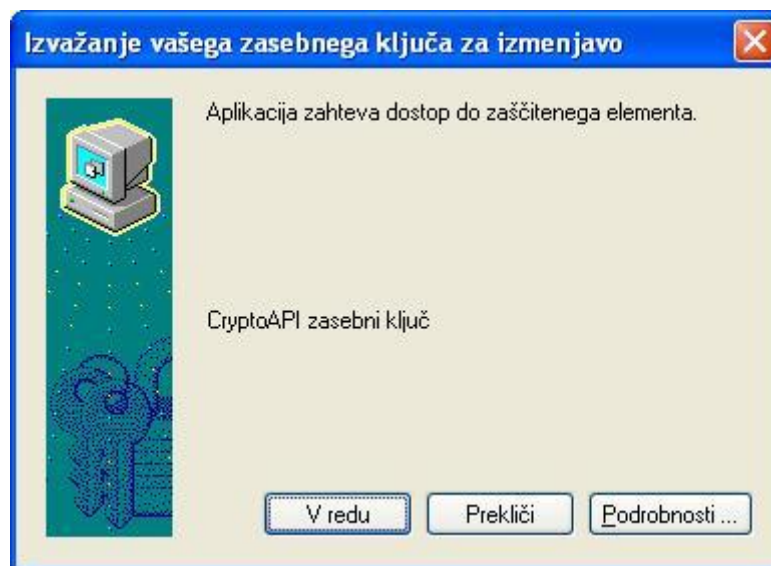 Izvažanje vašega zasebnega ključa za izmenjavo
Aplikacija zahteva dostop do zaščitenega elementa.
CryptoAPI zasebni ključ
V redu
Prekliči
Podrobnosti ...